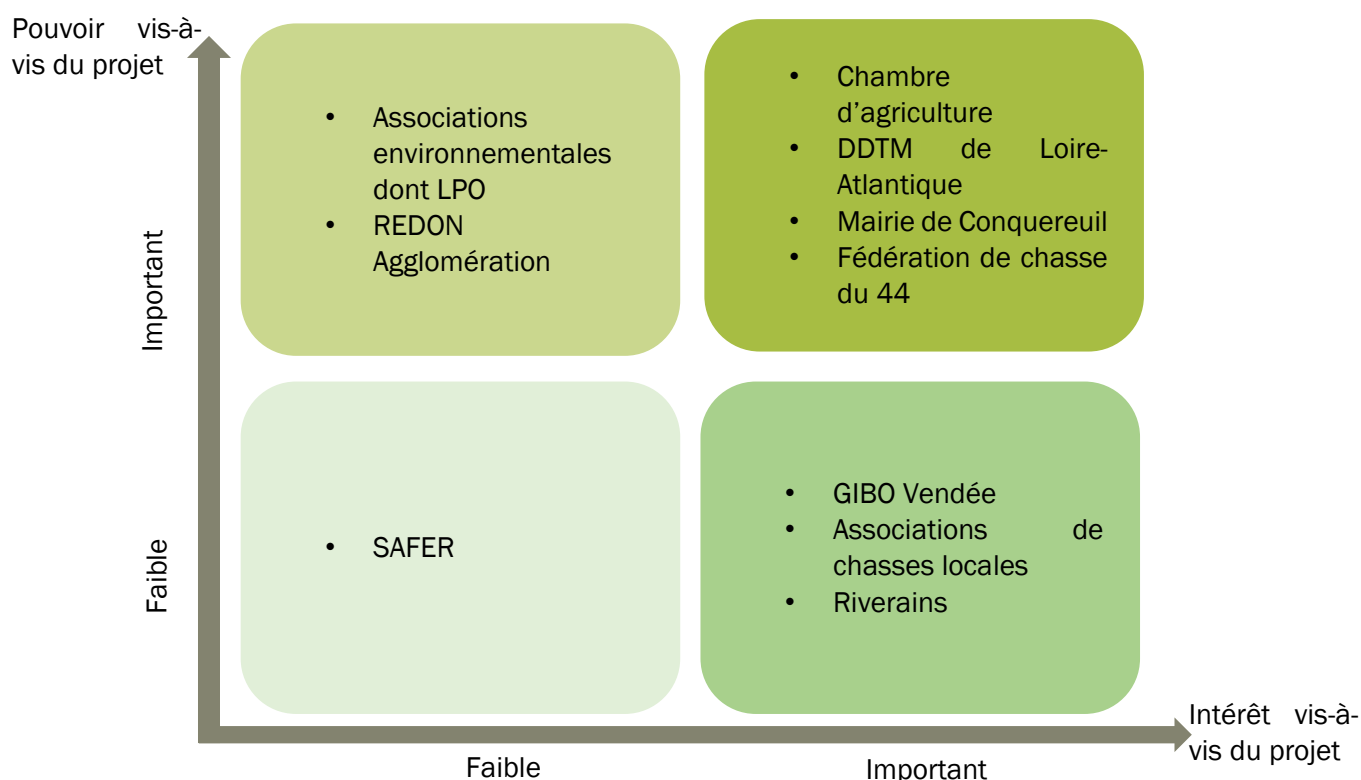 Pouvoir vis-à-
vis du projet
Important
Faible
• Associations
environnementales
dont LPO
• REDON
Agglomération
• Chambre
d’agriculture
• DDTM de Loire-
Atlantique
• Mairie de Conquereuil
• Fédération de chasse
du 44
• SAFER
• GIBO Vendée
• Associations de
chasses locales
• Riverains
Faible
Important
Intérêt vis-à-
vis du projet